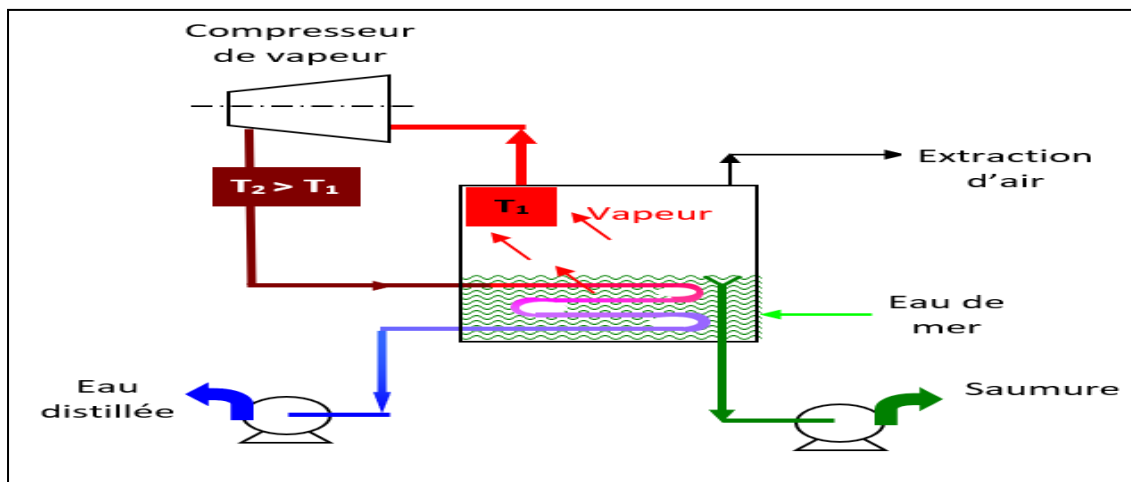 Compresseur
de vapeur
T₂ > T₁
T₁
Vapeur
Extraction
d’air
Eau de
mer
Eau
distillée
Saumure